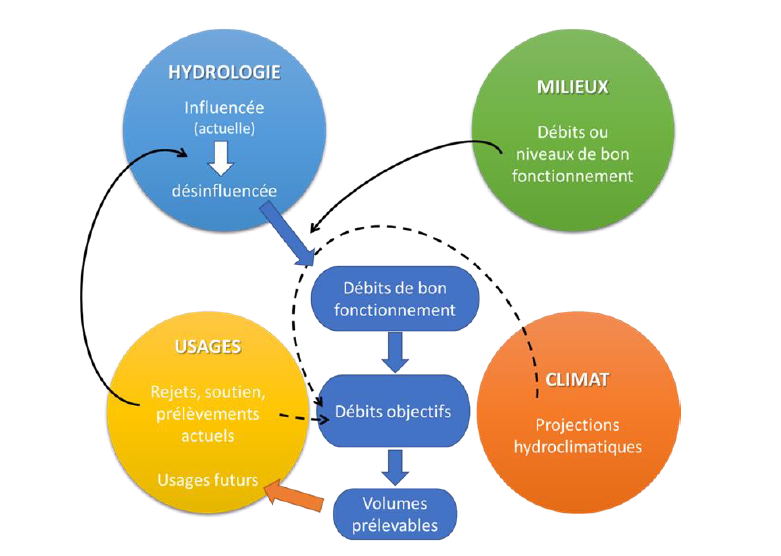 HYDROLOGIE
Influencée
(actuelle)
désinfluencée
MILIEUX
Débits ou
niveaux de bon
fonctionnement
Débits de bon
fonctionnement
USAGES
Rejets, soutien,
prélèvements
actuels
Usages futurs
Débits objectifs
CLIMAT
Projections
hydroclimatiques
Volumes
prélevables